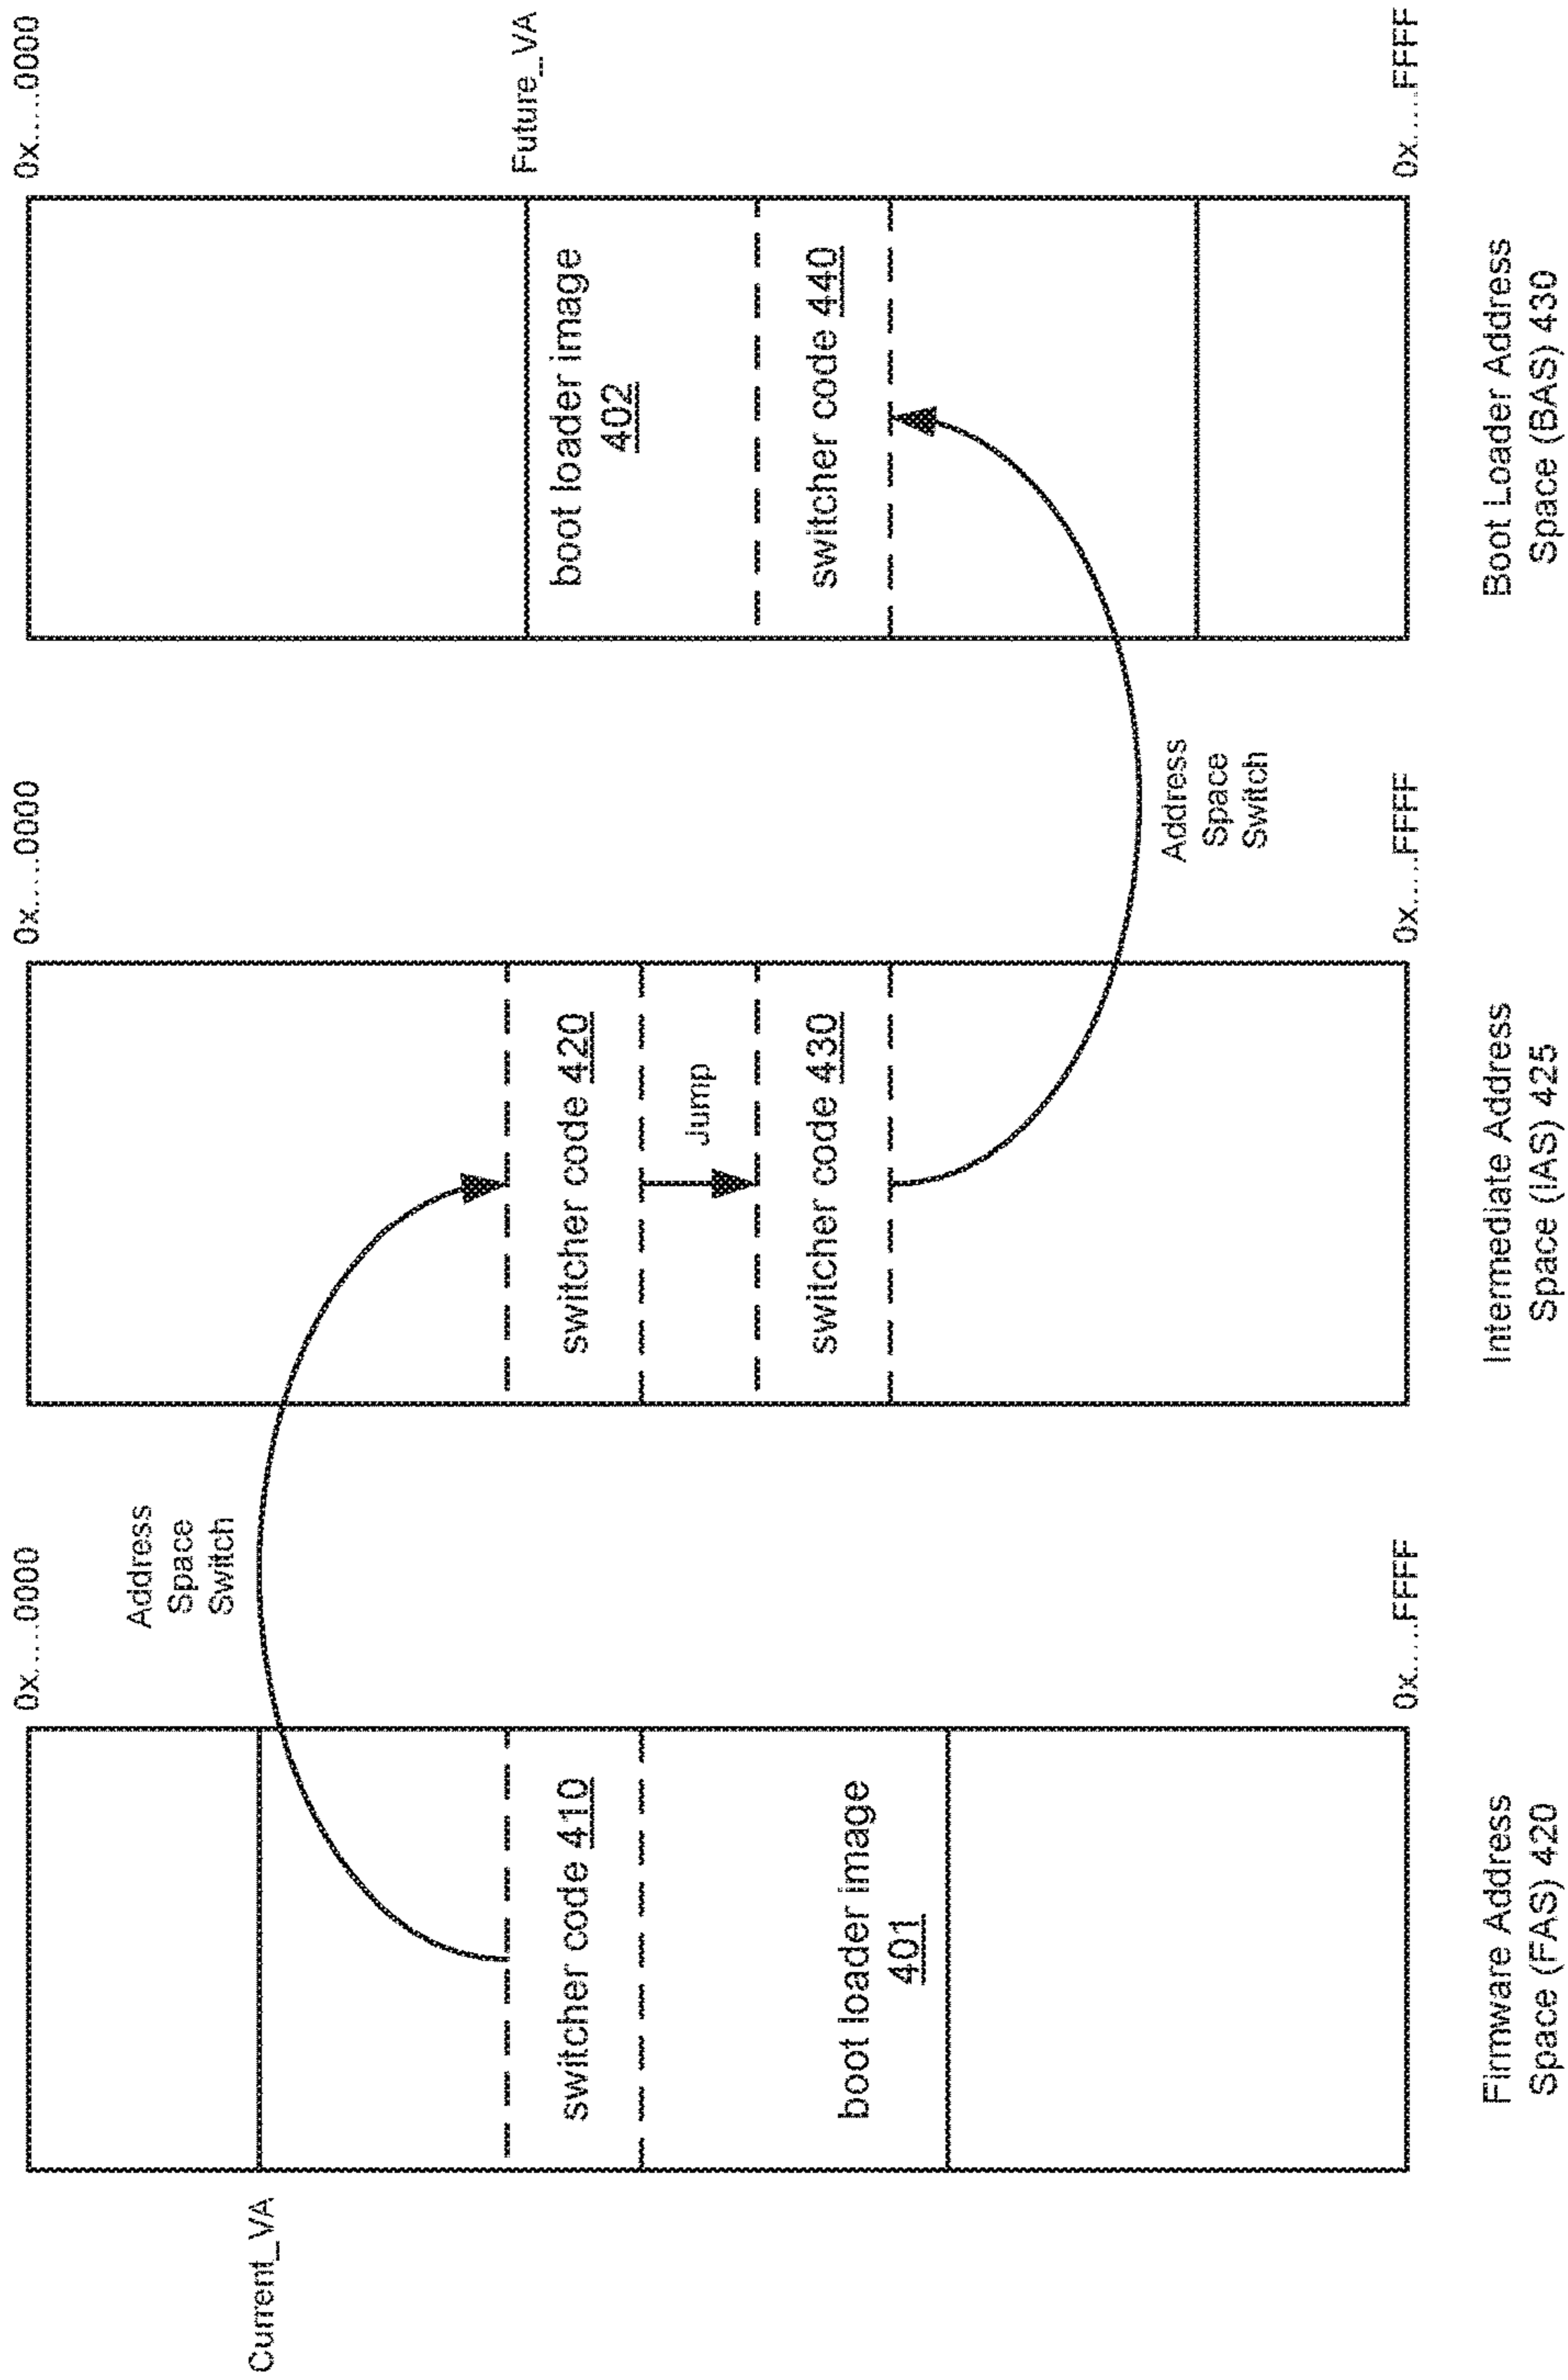 Current_VA
0x.....0000
switcher code 410
boot loader image
401
0x.....FFFF
Firmware Address
Space (FAS) 420
Address
Space
Switch
0x.....0000
switcher code 420
Jump
switcher code 430
0x.....FFFF
Intermediate Address
Space (IAS) 425
Address
Space
Switch
0x.....0000
Future_VA
boot loader image
402
switcher code 440
0x.....FFFF
Boot Loader Address
Space (BAS) 430